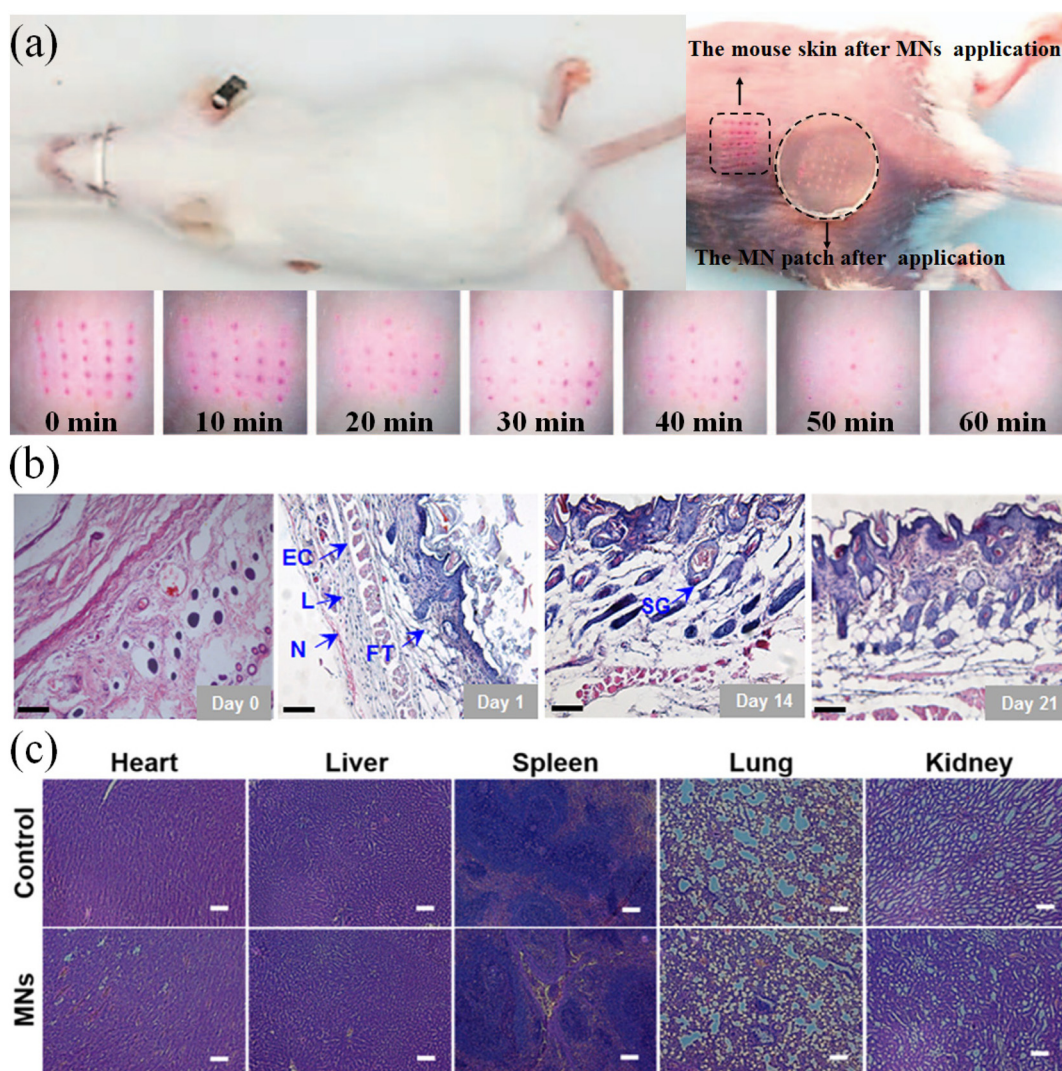 (a)
The mouse skin after MNs application
The MN patch after application
0 min
10 min
20 min
30 min
40 min
50 min
60 min
(b)
EC
L
N
FT
Day 0
Day 1
SG
Day 14
Day 21
(c)
Heart
Liver
Spleen
Lung
Kidney
Control
MNs